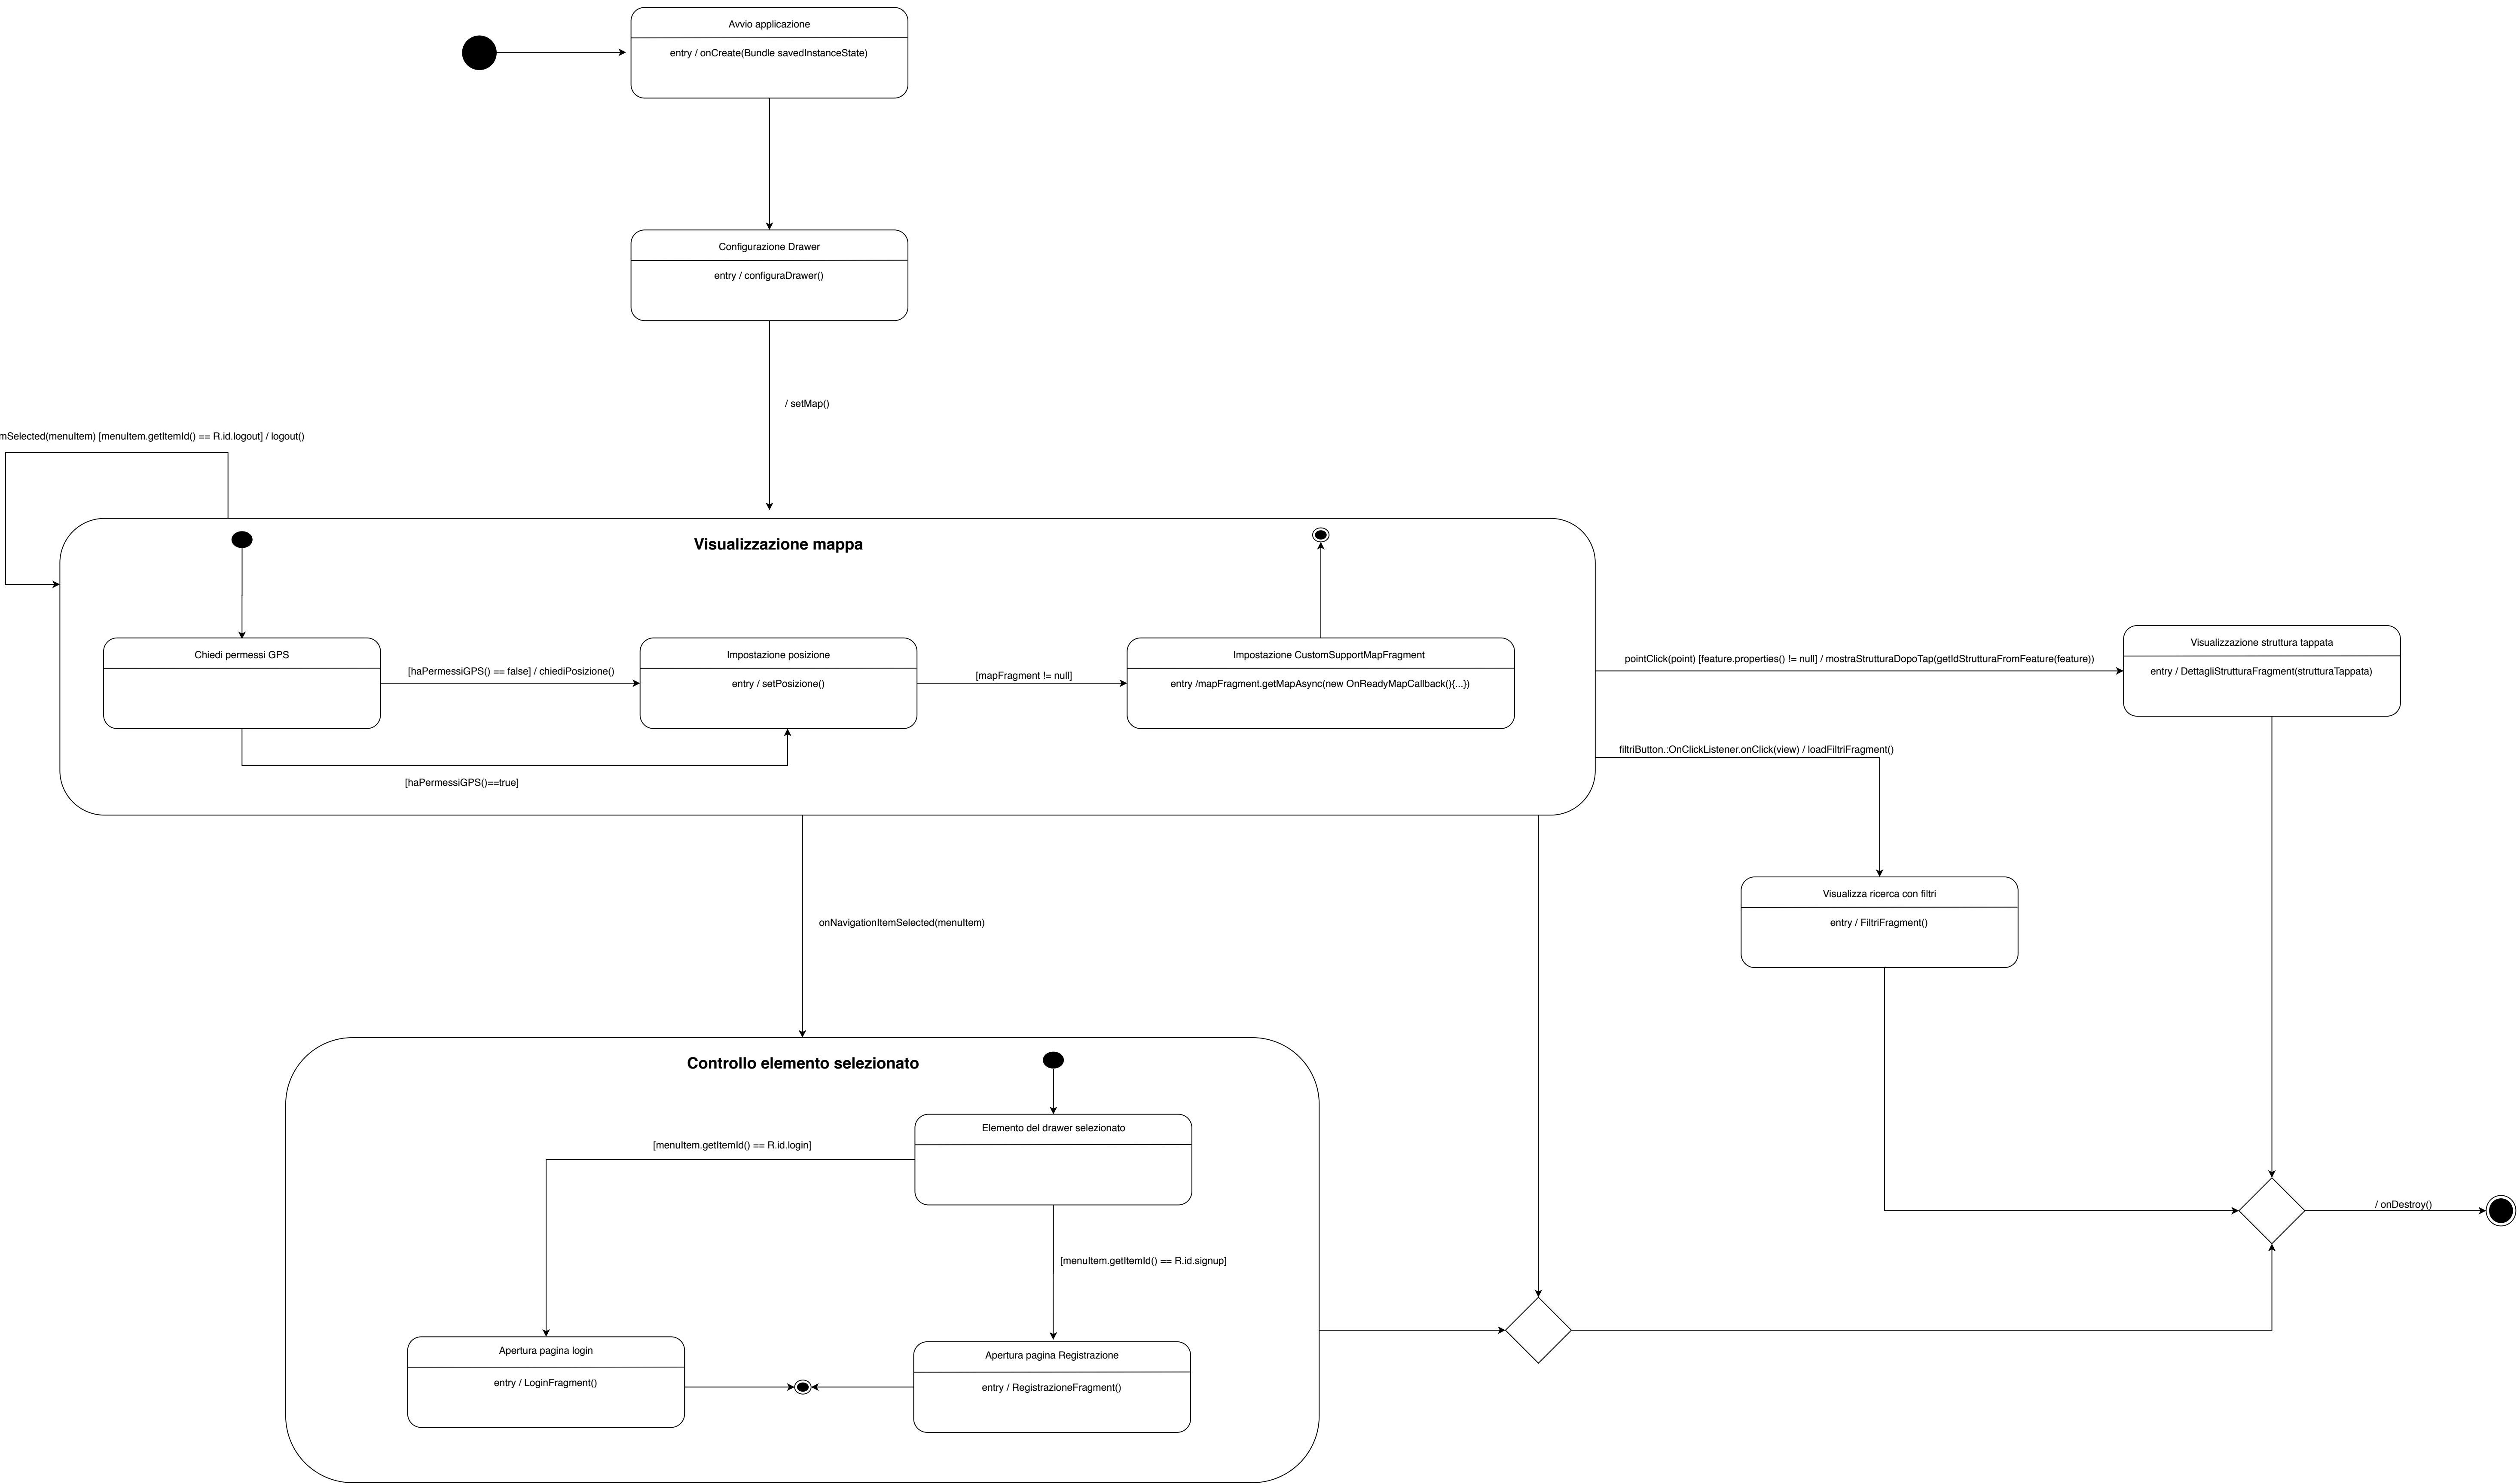 Avvio applicazione
entry / onCreate(Bundle savedInstanceState)
Configurazione Drawer
entry / configuraDrawer()
/ setMap()
[menuItem.getItemId() == R.id.logout] / logout()
Visualizzazione mappa
Chiedi permessi GPS
[haPermessiGPS() == false] / chiediPosizione()
[haPermessiGPS()==true]
Impostazione posizione
entry / setPosizione()
[mapFragment != null]
Impostazione CustomSupportMapFragment
entry /mapFragment.getMapAsync(new OnReadyMapCallback(){...})
pointClick(point) [feature.properties() != null] / mostraStrutturaDopoTap(getIdStrutturaFromFeature(feature))
Visualizzazione struttura tappata
entry / DettagliStrutturaFragment(strutturaTappata)
filtriButton.:OnClickListener.onClick(view) / loadFiltriFragment()
Visualizza ricerca con filtri
entry / FiltriFragment()
onNavigationItemSelected(menuItem)
Controllo elemento selezionato
Elemento del drawer selezionato
[menuItem.getItemId() == R.id.login]
[menuItem.getItemId() == R.id.signup]
Apertura pagina login
entry / LoginFragment()
Apertura pagina Registrazione
entry / RegistrazioneFragment()
/ onDestroy()